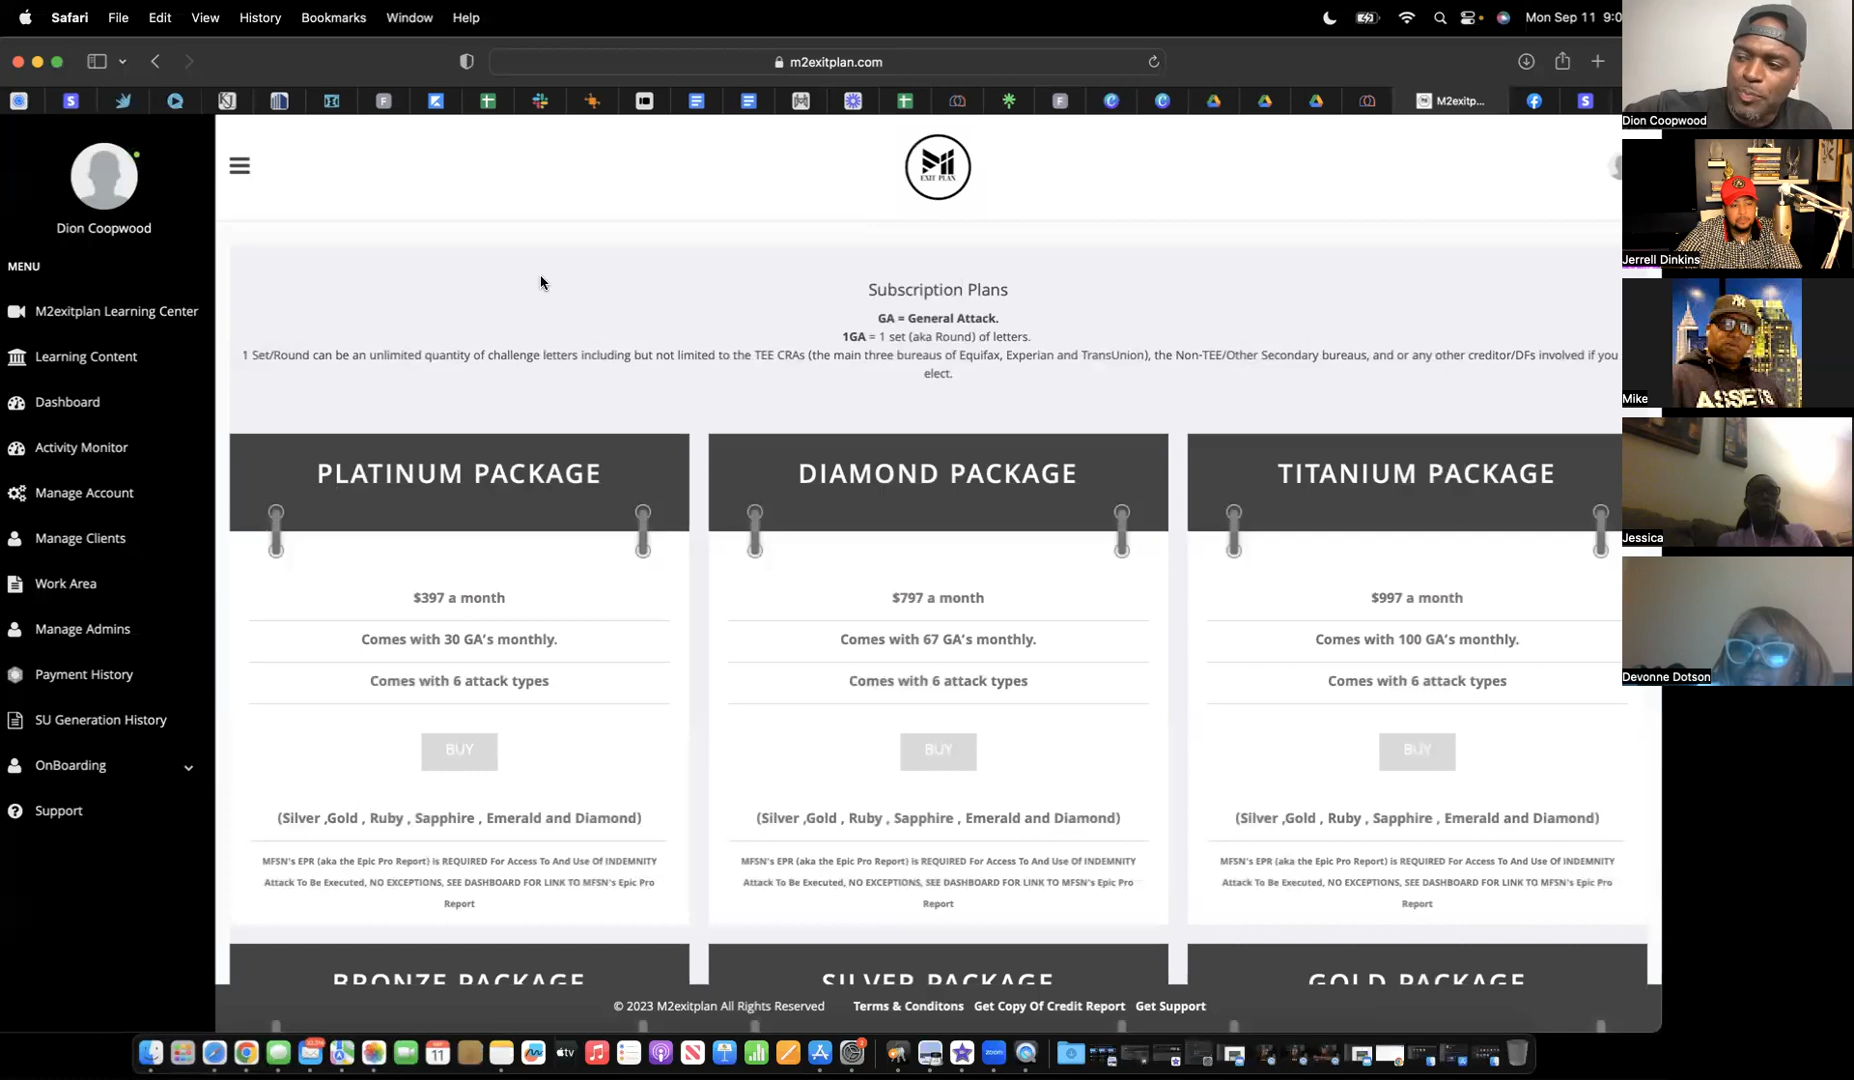 Safari File Edit View History Bookmarks Window Help
Mon Sep 11 9:0
m2exitplan.com
M2exitp...
Dion Coopwood
MENU
M2exitplan Learning Center
Learning Content
Dashboard
Activity Monitor
Manage Account
Manage Clients
Work Area
Manage Admins
Payment History
SU Generation History
OnBoarding
Support
EXIT PLAN
Subscription Plans
GA = General Attack.
1GA = 1 set (aka Round) of letters.
1 Set/Round can be an unlimited quantity of challenge letters including but not limited to the TEE CRAs (the main three bureaus of Equifax, Experian and TransUnion), the Non-TEE/Other Secondary bureaus, and or any other creditor/DFs involved if you
elect.
PLATINUM PACKAGE
$397 a month
Comes with 30 GA's monthly.
Comes with 6 attack types
BUY
(Silver ,Gold , Ruby , Sapphire , Emerald and Diamond)
MFSN's EPR (aka the Epic Pro Report) is REQUIRED For Access To And Use Of INDEMNITY
Attack To Be Executed, NO EXCEPTIONS, SEE DASHBOARD FOR LINK TO MFSN's Epic Pro
Report
DIAMOND PACKAGE
$797 a month
Comes with 67 GA's monthly.
Comes with 6 attack types
BUY
(Silver ,Gold , Ruby , Sapphire , Emerald and Diamond)
MFSN's EPR (aka the Epic Pro Report) is REQUIRED For Access To And Use Of INDEMNITY
Attack To Be Executed, NO EXCEPTIONS, SEE DASHBOARD FOR LINK TO MFSN's Epic Pro
Report
TITANIUM PACKAGE
$997 a month
Comes with 100 GA's monthly.
Comes with 6 attack types
BUY
(Silver ,Gold , Ruby , Sapphire , Emerald and Diamond)
MFSN's EPR (aka the Epic Pro Report) is REQUIRED For Access To And Use Of INDEMNITY
Attack To Be Executed, NO EXCEPTIONS, SEE DASHBOARD FOR LINK TO MFSN's Epic Pro
Report
BRONZE PACKAGE
SILVER PACKAGE
GOLD PACKAGE
© 2023 M2exitplan All Rights Reserved Terms & Conditons Get Copy Of Credit Report Get Support
Dion Coopwood
Jerrell Dinkins
Mike
ASSETS
Jessica
Devonne Dotson
11
tv
zoom